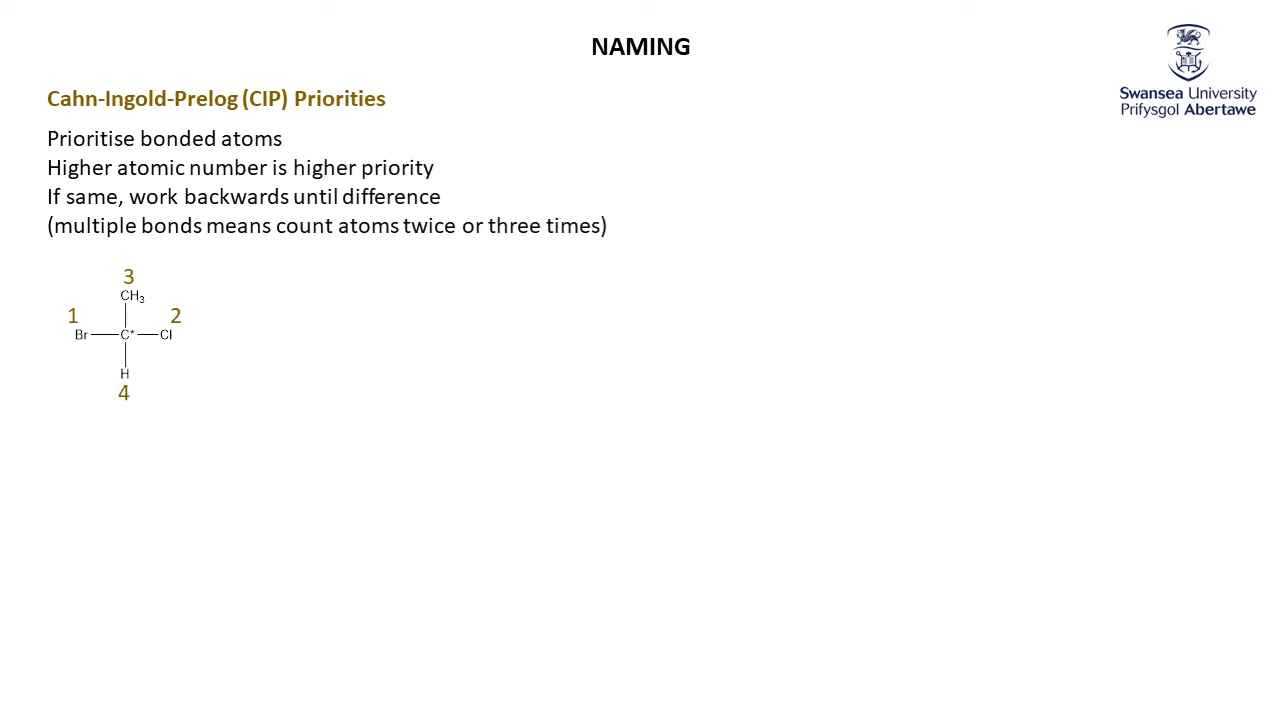 NAMING
Swansea University
Prifysgol Abertawe
Cahn-Ingold-Prelog (CIP) Priorities
Prioritise bonded atoms
Higher atomic number is higher priority
If same, work backwards until difference
(multiple bonds means count atoms twice or three times)
3
CH3
1 2
Br C* Cl
H
4